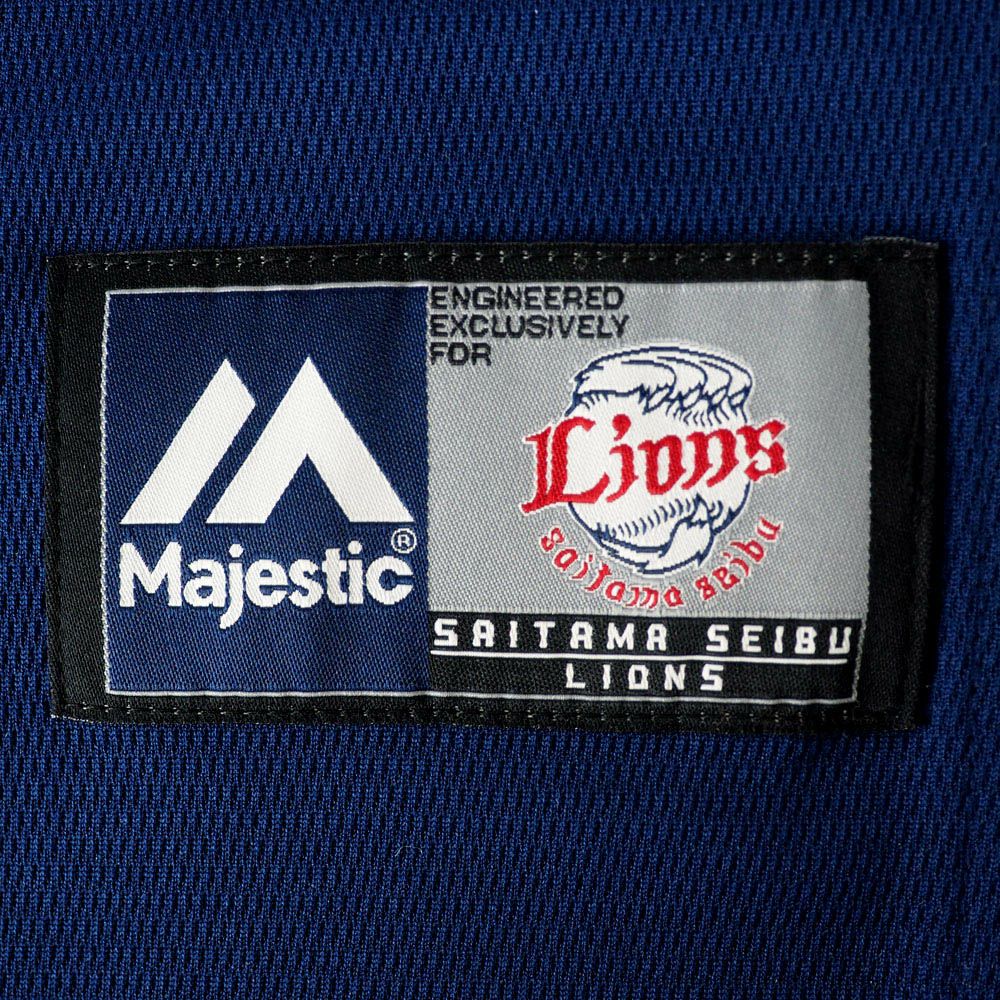 Majestic®
ENGINEERED
EXCLUSIVELY
FOR
Lions
saitama seibu
SAITAMA SEIBU
LIONS